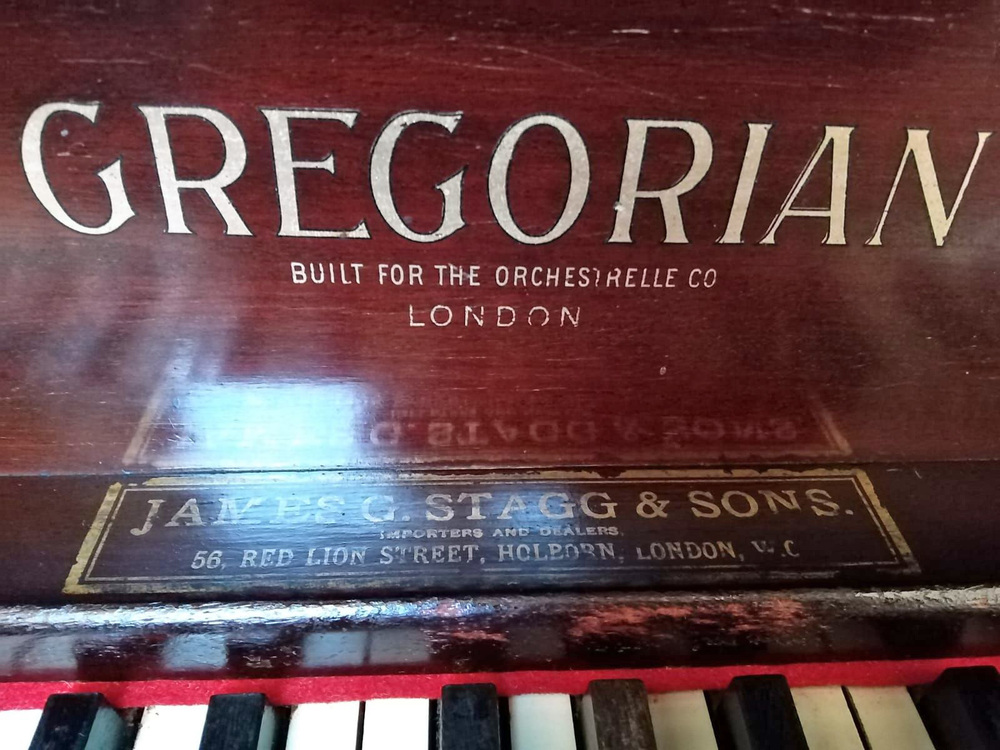 GREGORIAN
BUILT FOR THE ORCHESTRELLE CO
LONDON
JAMES G. STAGG & SONS.
IMPORTERS AND DEALERS.
56, RED LION STREET, HOLBORN, LONDON, W.C